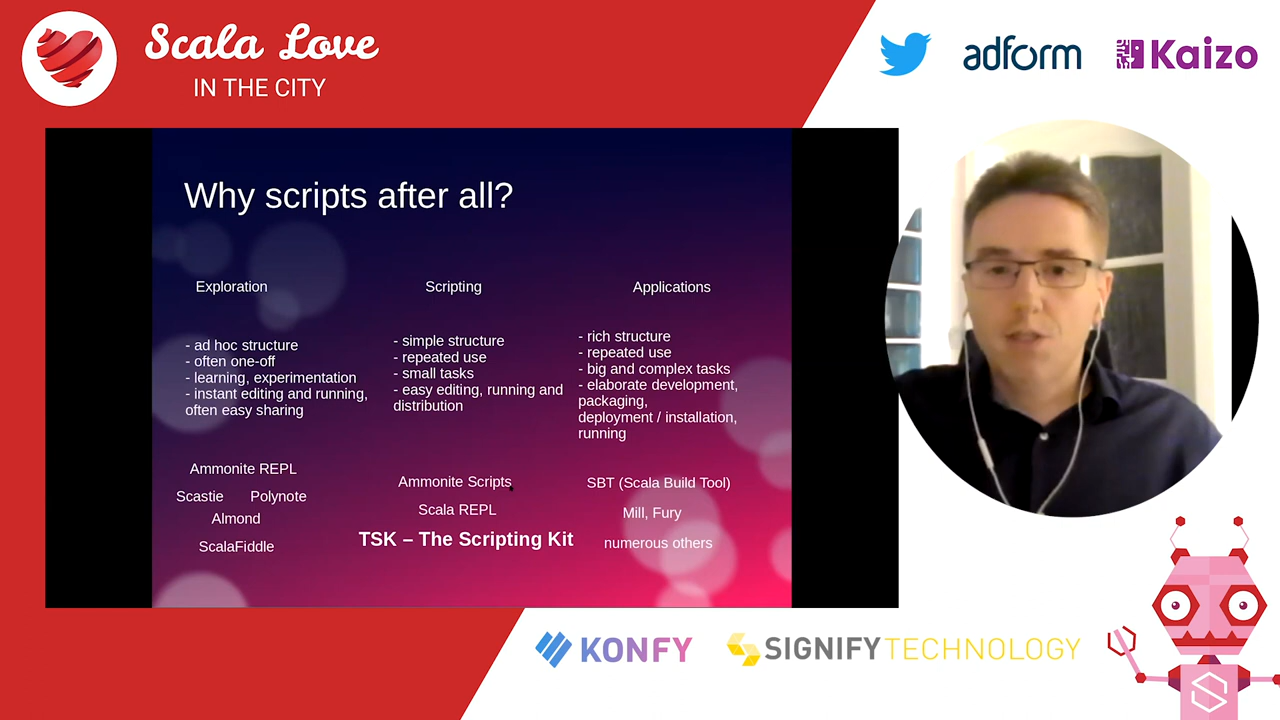 Scala Love
IN THE CITY
adform
Kaizo
Why scripts after all?
Exploration
- ad hoc structure
- often one-off
- learning, experimentation
- instant editing and running,
often easy sharing
Ammonite REPL
Scastie Polynote
Almond
ScalaFiddle
Scripting
- simple structure
- repeated use
- small tasks
- easy editing, running and
distribution
Ammonite Scripts
Scala REPL
TSK – The Scripting Kit
Applications
- rich structure
- repeated use
- big and complex tasks
- elaborate development,
packaging,
deployment / installation,
running
SBT (Scala Build Tool)
Mill, Fury
numerous others
KONFY
SIGNIFY TECHNOLOGY